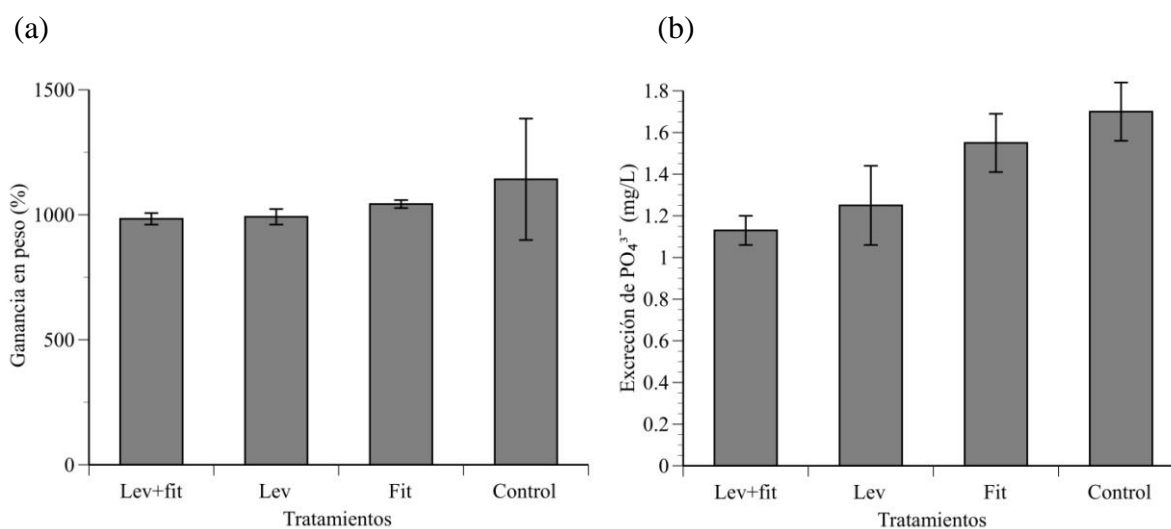 (a)
Ganancia en peso (%)
1500
1000
500
0
Lev+fit Lev Fit Control
Tratamientos
(b)
Excreción de PO₄³⁻ (mg/L)
1.8
1.6
1.4
1.2
1
0.8
0.6
0.4
0.2
0
Lev+fit Lev Fit Control
Tratamientos